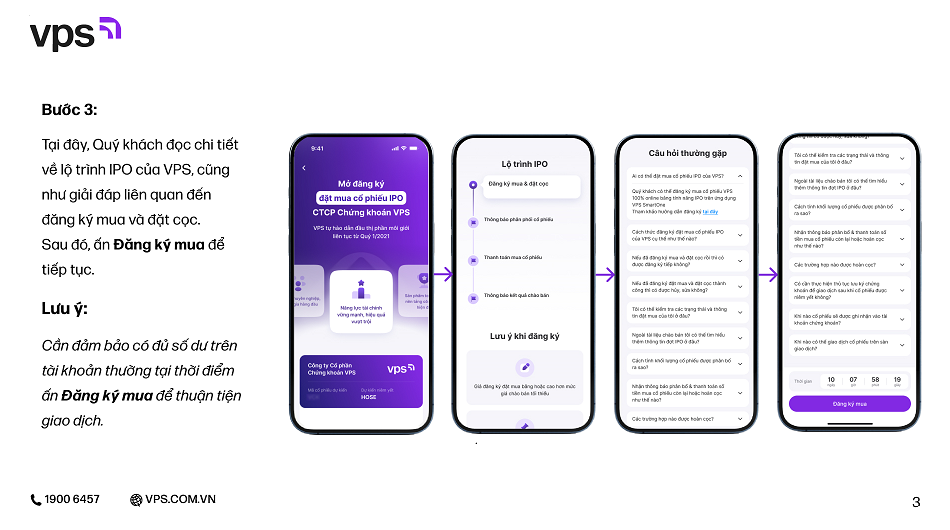 vps
Bước 3:
Tại đây, Quý khách đọc chi tiết
về lộ trình IPO của VPS, cũng
như giải đáp liên quan đến
đăng ký mua và đặt cọc.
Sau đó, ấn Đăng ký mua để
tiếp tục.
Lưu ý:
Cần đảm bảo có đủ số dư trên
tài khoản thường tại thời điểm
ấn Đăng ký mua để thuận tiện
giao dịch.
9:41
Mở đăng ký
đặt mua cổ phiếu IPO
CTCP Chứng khoán VPS
VPS tự hào dẫn đầu thị phần môi giới
liên tục từ Quý 1/2021
Năng lực tài chính
vững mạnh, hiệu quả
vượt trội
Công ty Cổ phần
Chứng khoán VPS
vps
Mã cổ phiếu dự kiến
Dự kiến niêm yết
HOSE
Lộ trình IPO
Đăng ký mua & đặt cọc
Thông báo phân phối cổ phiếu
Thanh toán mua cổ phiếu
Thông báo kết quả chào bán
Lưu ý khi đăng ký
Giá đăng ký đặt mua bằng hoặc cao hơn mức
giá chào bán tối thiểu
Câu hỏi thường gặp
Ai có thể đặt mua cổ phiếu IPO của VPS?
Quý khách có thể đăng ký mua cổ phiếu VPS
100% online bằng tính năng IPO trên ứng dụng
VPS SmartOne
Tham khảo hướng dẫn đăng ký tại đây
Cách thức đăng ký đặt mua cổ phiếu IPO
của VPS cụ thể như thế nào?
Nếu đã đăng ký mua và đặt cọc rồi thì có
được đăng ký tiếp không?
Nếu đã đăng ký mua và đặt cọc thành
công thì có được hủy, sửa không?
Tôi có thể kiểm tra các trạng thái và thông
tin đặt mua của tôi ở đâu?
Ngoài tài liệu chào bán tôi có thể tìm hiểu
thêm thông tin đợt IPO ở đâu?
Cách tính khối lượng cổ phiếu được phân bổ
ra sao?
Nhận thông báo phân bổ & thanh toán số
tiền mua cổ phiếu còn lại hoặc hoàn cọc
như thế nào?
Các trường hợp nào được hoàn cọc?
Tôi có thể kiểm tra các trạng thái và thông
tin đặt mua của tôi ở đâu?
Ngoài tài liệu chào bán tôi có thể tìm hiểu
thêm thông tin đợt IPO ở đâu?
Cách tính khối lượng cổ phiếu được phân bổ
ra sao?
Nhận thông báo phân bổ & thanh toán số
tiền mua cổ phiếu còn lại hoặc hoàn cọc
như thế nào?
Các trường hợp nào được hoàn cọc?
Có cần thực hiện thủ tục lưu ký chứng
khoán để giao dịch sau khi cổ phiếu được
niêm yết không?
Khi nào cổ phiếu sẽ được ghi nhận vào tài
khoản chứng khoán?
Khi nào có thể giao dịch cổ phiếu trên sàn
giao dịch?
Thời gian
10 07 58 19
ngày giờ phút giây
Đăng ký mua
1900 6457
VPS.COM.VN
3